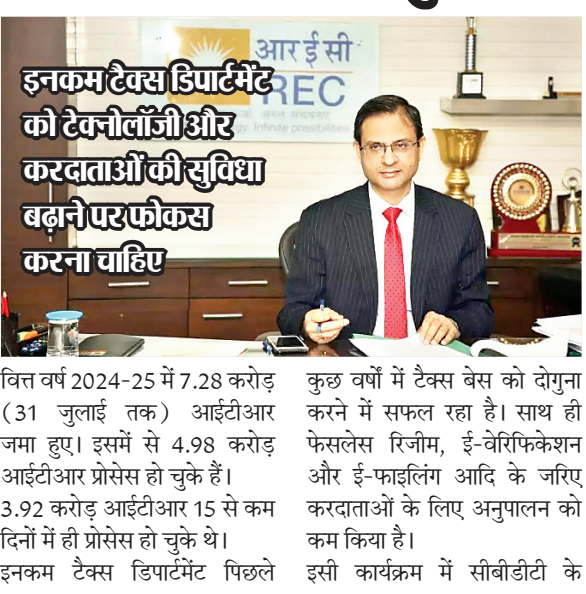 आर ई सी
REC
Infinite possibilities
इनकम टैक्स डिपार्टमेंट
को टेक्नोलॉजी और
करदाताओं की सुविधा
बढ़ाने पर फोकस
करना चाहिए
वित्त वर्ष 2024-25 में 7.28 करोड़
(31 जुलाई तक) आईटीआर
जमा हुए। इसमें से 4.98 करोड़
आईटीआर प्रोसेस हो चुके हैं।
3.92 करोड़ आईटीआर 15 से कम
दिनों में ही प्रोसेस हो चुके थे।
इनकम टैक्स डिपार्टमेंट पिछले
कुछ वर्षों में टैक्स बेस को दोगुना
करने में सफल रहा है। साथ ही
फेसलेस रिजीम, ई-वेरिफिकेशन
और ई-फाइलिंग आदि के जरिए
करदाताओं के लिए अनुपालन को
कम किया है।
इसी कार्यक्रम में सीबीडीटी के